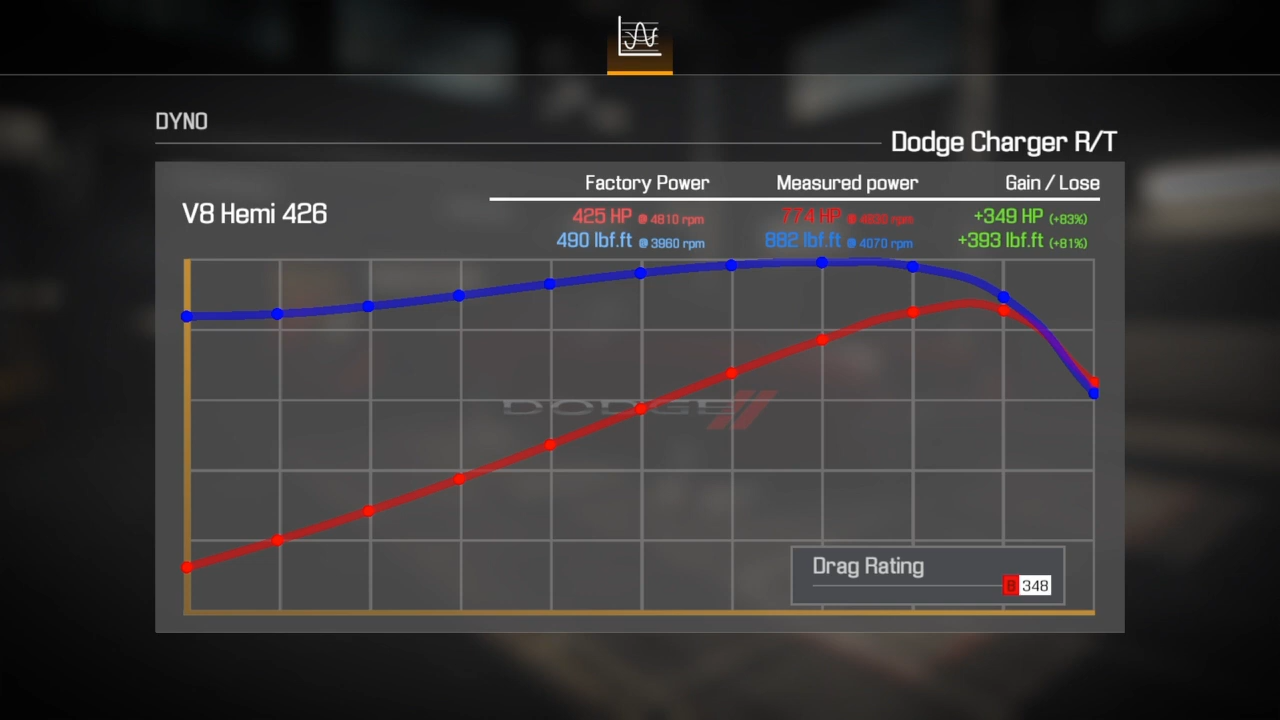 DYNO
Dodge Charger R/T
Factory Power Measured power Gain / Lose
V8 Hemi 426
425 HP @ 4810 rpm 774 HP +349 HP (+83%)
490 lbf.ft @ 3960 rpm 882 lbf.ft @ 4070 rpm +393 lbf.ft (+81%)
DODGE
Drag Rating
B 348